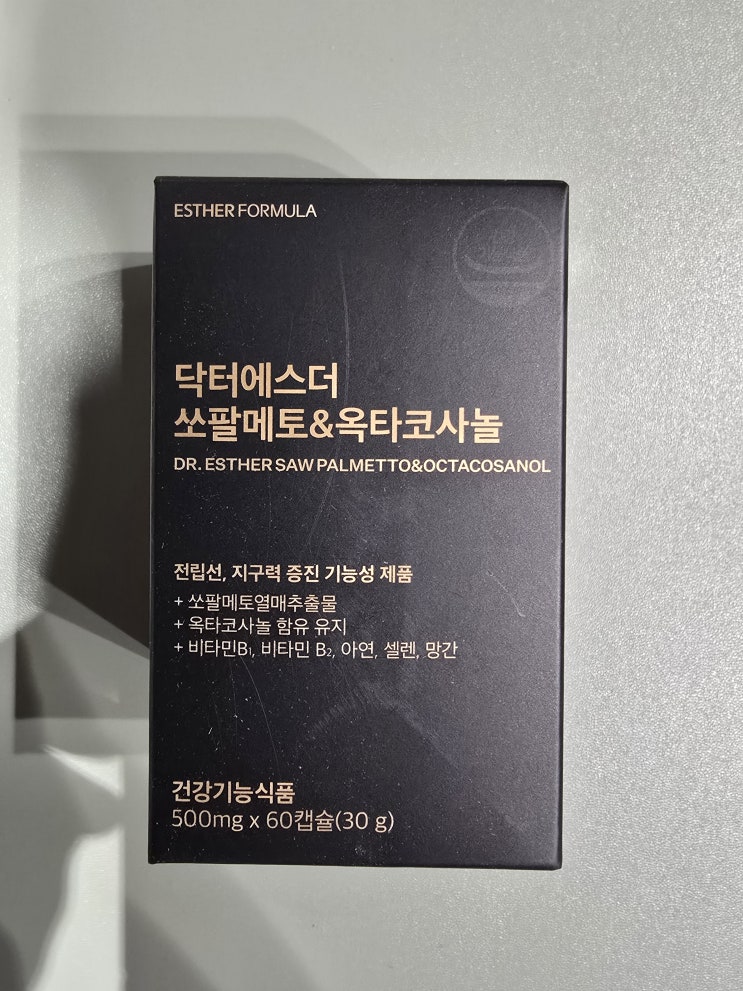 ESTHER FORMULA
닥터에스더
쏘팔메토&옥타코사놀
DR. ESTHER SAW PALMETTO&OCTACOSANOL
전립선, 지구력 증진 기능성 제품
+ 쏘팔메토열매추출물
+ 옥타코사놀 함유 유지
+ 비타민B₁, 비타민 B₂, 아연, 셀렌, 망간
건강기능식품
500mg x 60캡슐(30 g)